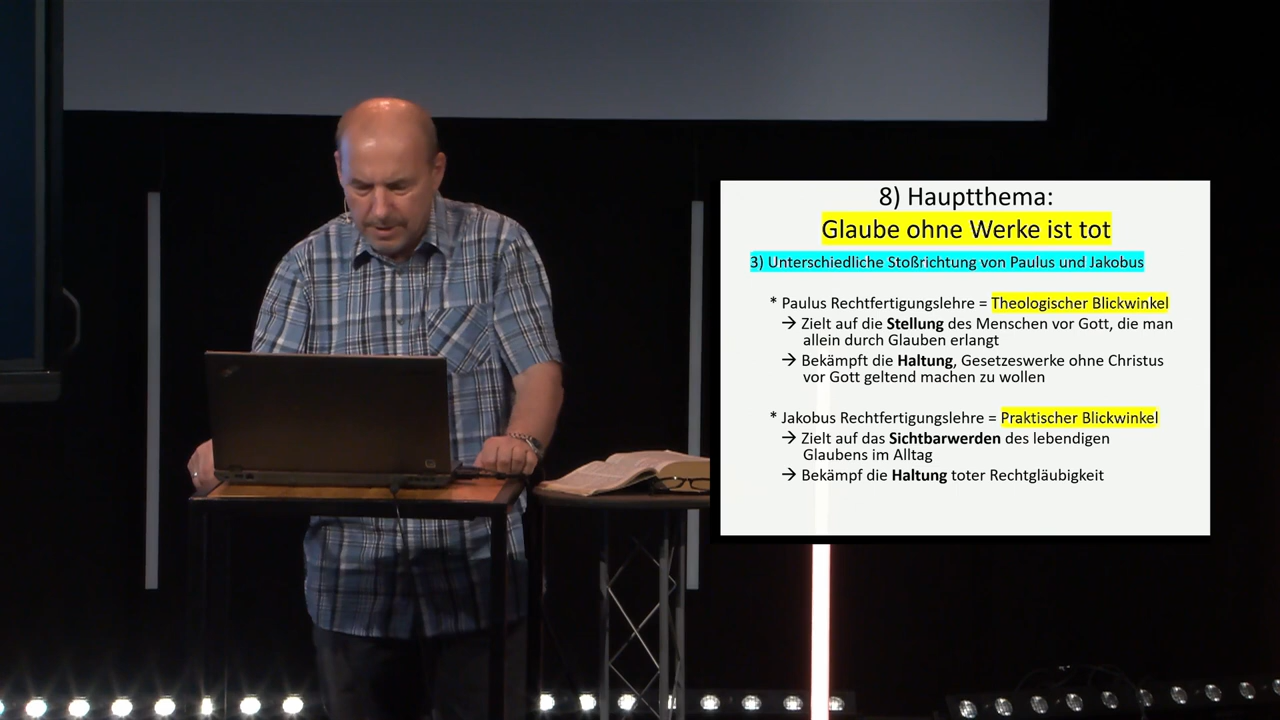 8) Hauptthema:
Glaube ohne Werke ist tot
3) Unterschiedliche Stoßrichtung von Paulus und Jakobus
* Paulus Rechtfertigungslehre = Theologischer Blickwinkel
→ Zielt auf die Stellung des Menschen vor Gott, die man
allein durch Glauben erlangt
→ Bekämpft die Haltung, Gesetzeswerke ohne Christus
vor Gott geltend machen zu wollen
* Jakobus Rechtfertigungslehre = Praktischer Blickwinkel
→ Zielt auf das Sichtbarwerden des lebendigen
Glaubens im Alltag
→ Bekämpf die Haltung toter Rechtgläubigkeit